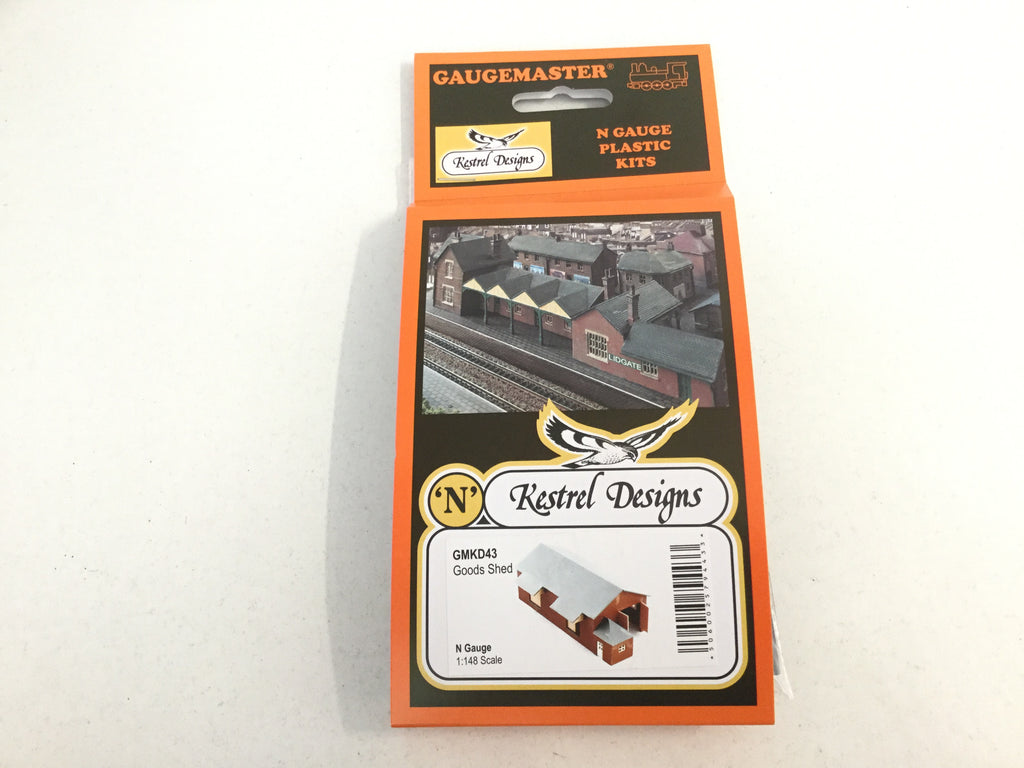 GAUGEMASTER®
Kestrel Designs
N GAUGE
PLASTIC
KITS
LIDGATE
'N'
Kestrel Designs
GMKD43
Goods Shed
N Gauge
1:148 Scale